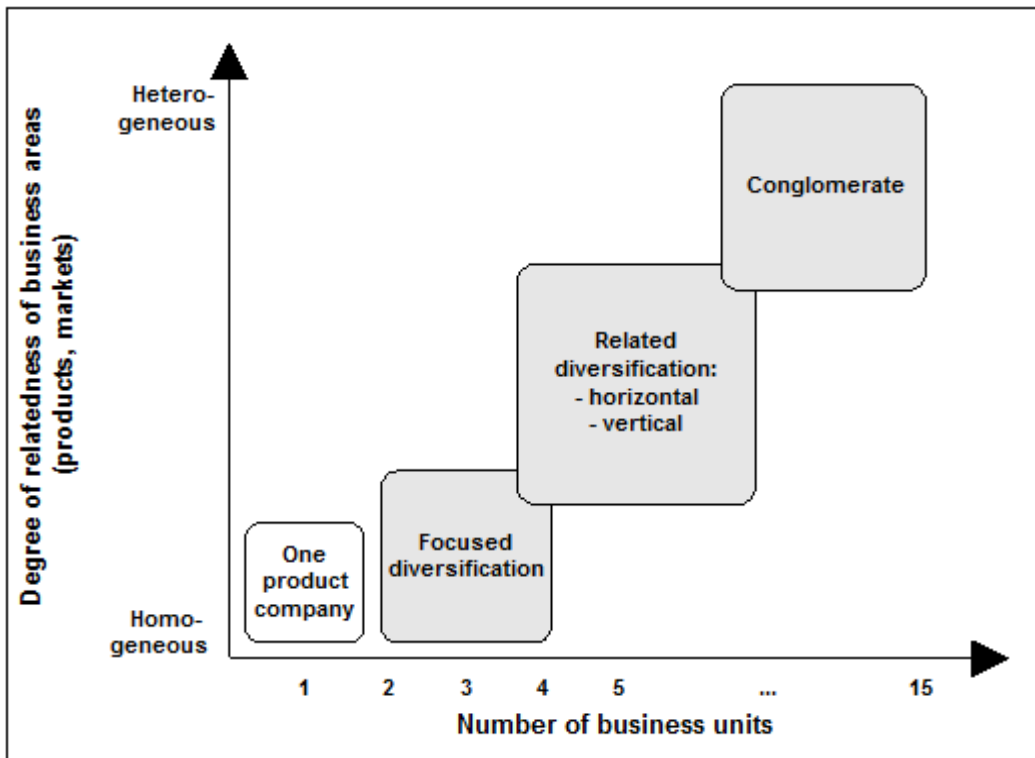 Degree of relatedness of business areas
(products, markets)
Hetero-
geneous
Conglomerate
Related
diversification:
- horizontal
- vertical
Focused
diversification
One
product
company
Homo-
geneous
1 2 3 4 5 ... 15
Number of business units